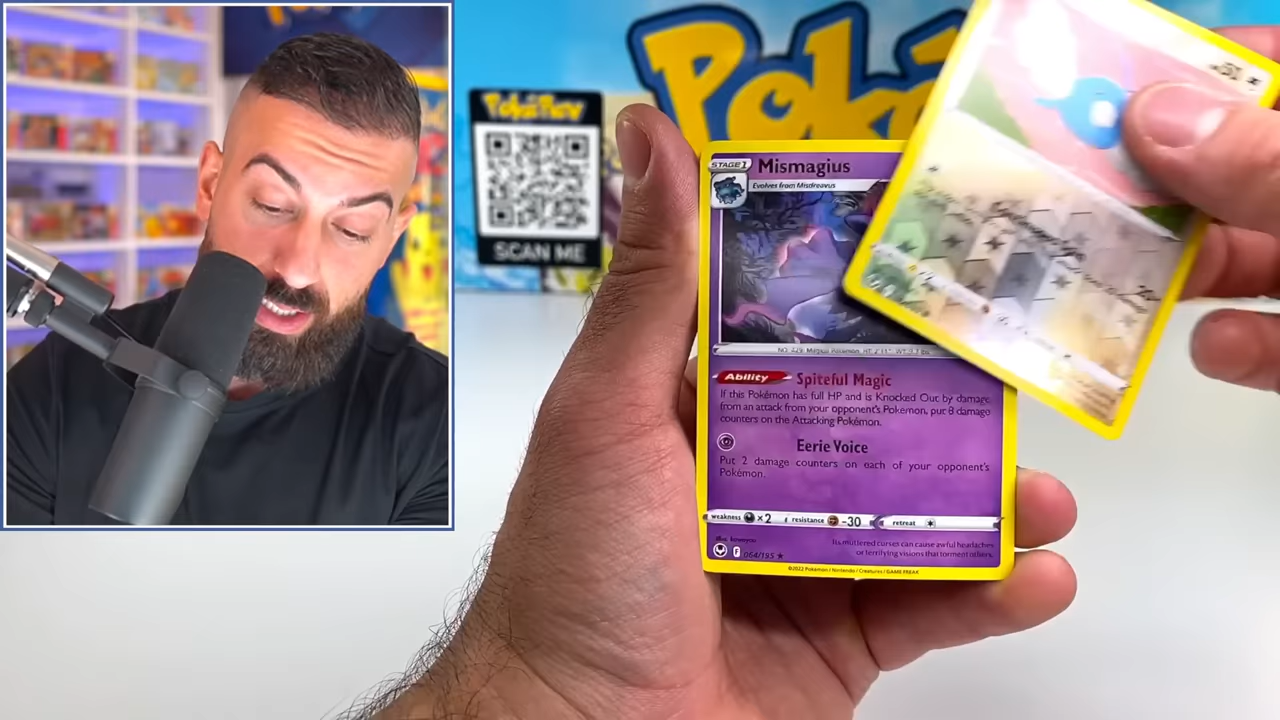 Poké
PokéRev
SCAN ME
STAGE 1
Mismagius
Evolves from Misdreavus
Ability Spiteful Magic
If this Pokémon has full HP and is Knocked Out by damage
from an attack from your opponent's Pokémon, put 8 damage
counters on the Attacking Pokémon.
Eerie Voice
Put 2 damage counters on each of your opponent's
Pokémon.
weakness ×2 resistance -30 retreat
F 064/195
Its muttered curses can cause awful headaches
or terrifying visions that torment others.
©2022 Pokémon / Nintendo / Creatures / GAME FREAK